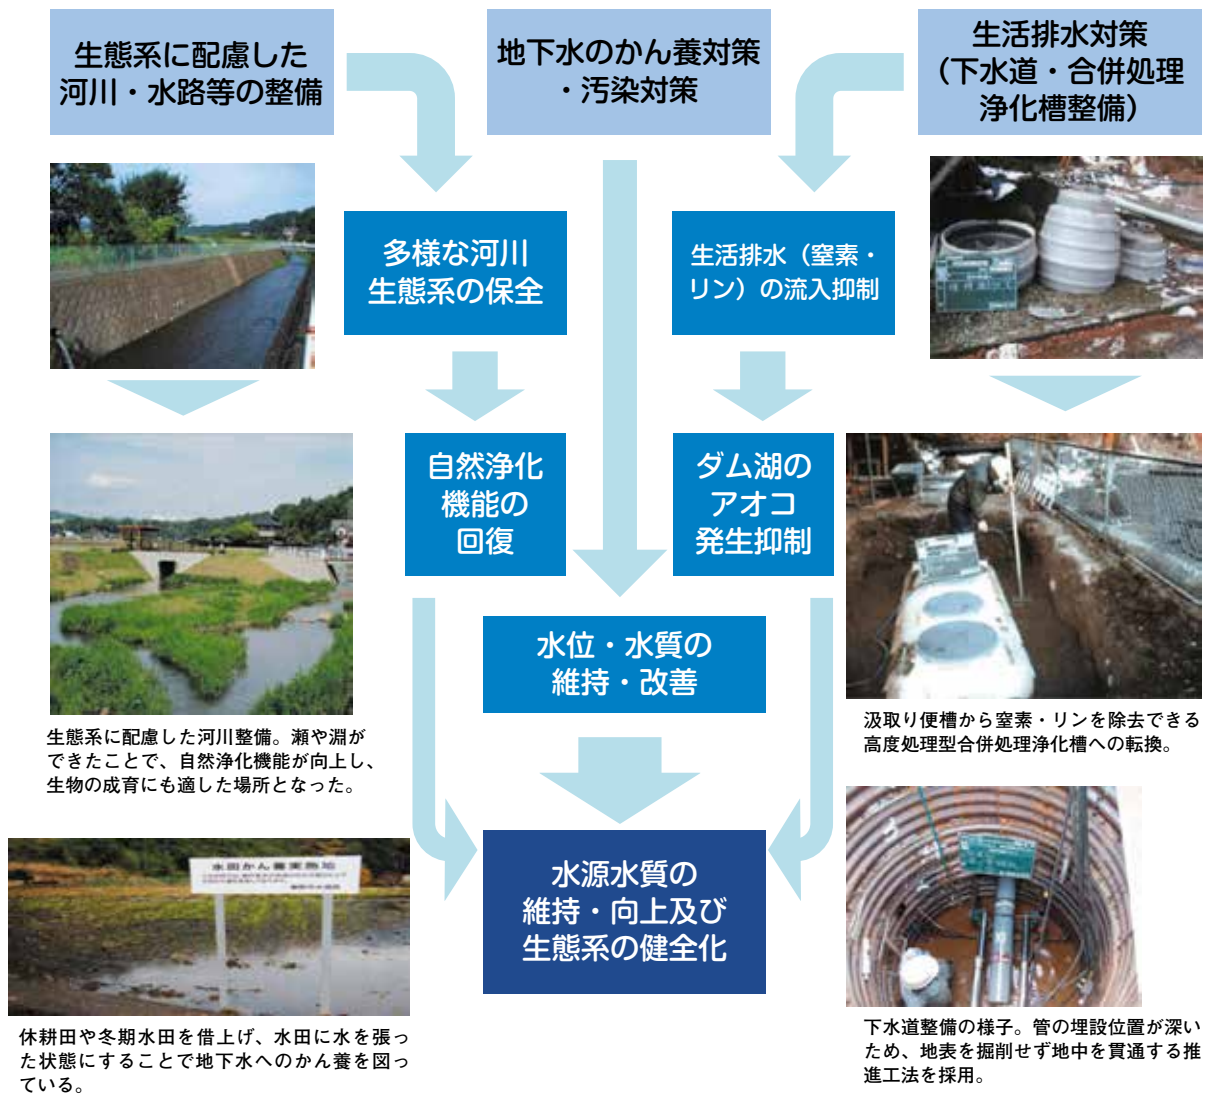 生態系に配慮した
河川・水路等の整備
地下水のかん養対策
・汚染対策
生活排水対策
（下水道・合併処理
浄化槽整備）
多様な河川
生態系の保全
生活排水（窒素・
リン）の流入抑制
自然浄化
機能の
回復
ダム湖の
アオコ
発生抑制
水位・水質の
維持・改善
水源水質の
維持・向上及び
生態系の健全化
生態系に配慮した河川整備。瀬や淵が
できたことで、自然浄化機能が向上し、
生物の成育にも適した場所となった。
水田かん養実施地
休耕田や冬期水田を借上げ、水田に水を張っ
た状態にすることで地下水へのかん養を図っ
ている。
汲取り便槽から窒素・リンを除去できる
高度処理型合併処理浄化槽への転換。
下水道整備の様子。管の埋設位置が深い
ため、地表を掘削せず地中を貫通する推
進工法を採用。